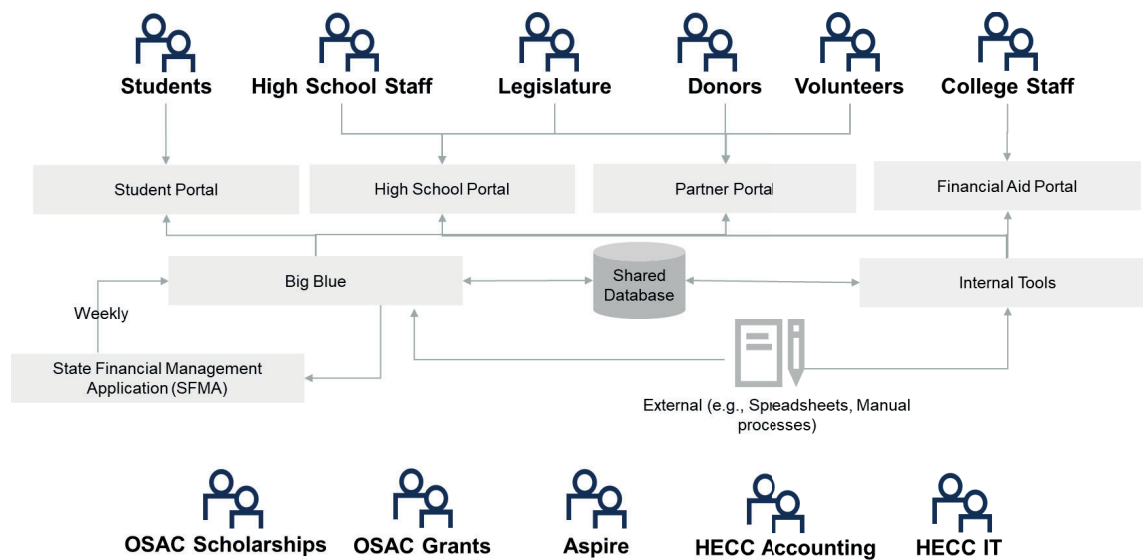 Students
High School Staff
Legislature
Donors
Volunteers
College Staff
Student Portal
High School Portal
Partner Portal
Financial Aid Portal
Big Blue
Shared
Database
Internal Tools
Weekly
State Financial Management
Application (SFMA)
External (e.g., Spreadsheets, Manual
processes)
OSAC Scholarships
OSAC Grants
Aspire
HECC Accounting
HECC IT